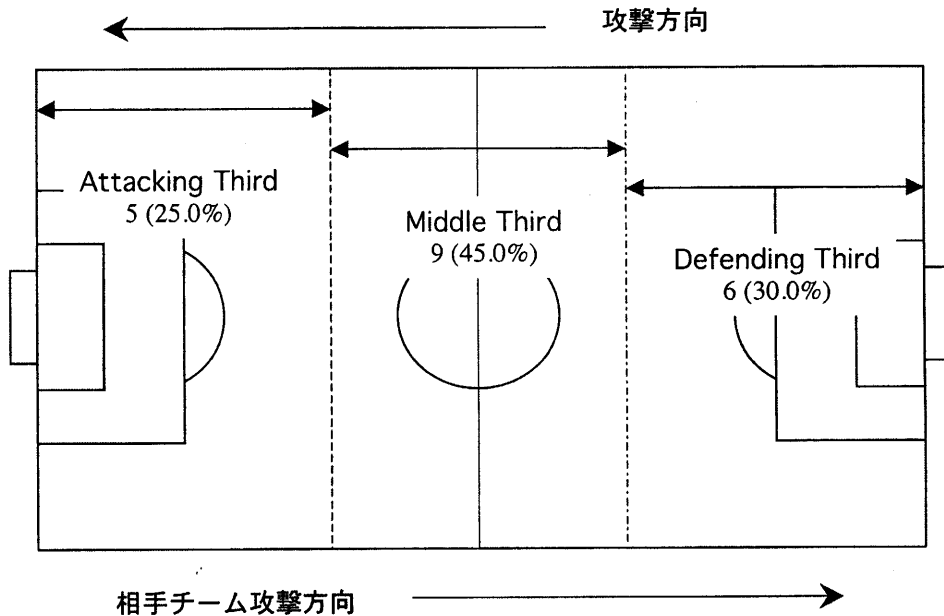 攻撃方向
Attacking Third
5 (25.0%)
Middle Third
9 (45.0%)
Defending Third
6 (30.0%)
相手チーム攻撃方向